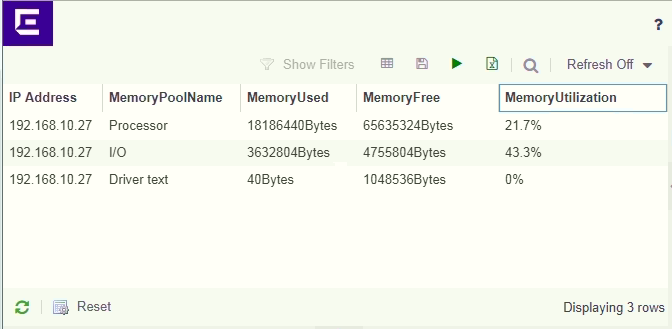 E
?
Show Filters Refresh Off
IP Address MemoryPoolName MemoryUsed MemoryFree MemoryUtilization
192.168.10.27 Processor 18186440Bytes 65635324Bytes 21.7%
192.168.10.27 I/O 3632804Bytes 4755804Bytes 43.3%
192.168.10.27 Driver text 40Bytes 1048536Bytes 0%
Reset Displaying 3 rows